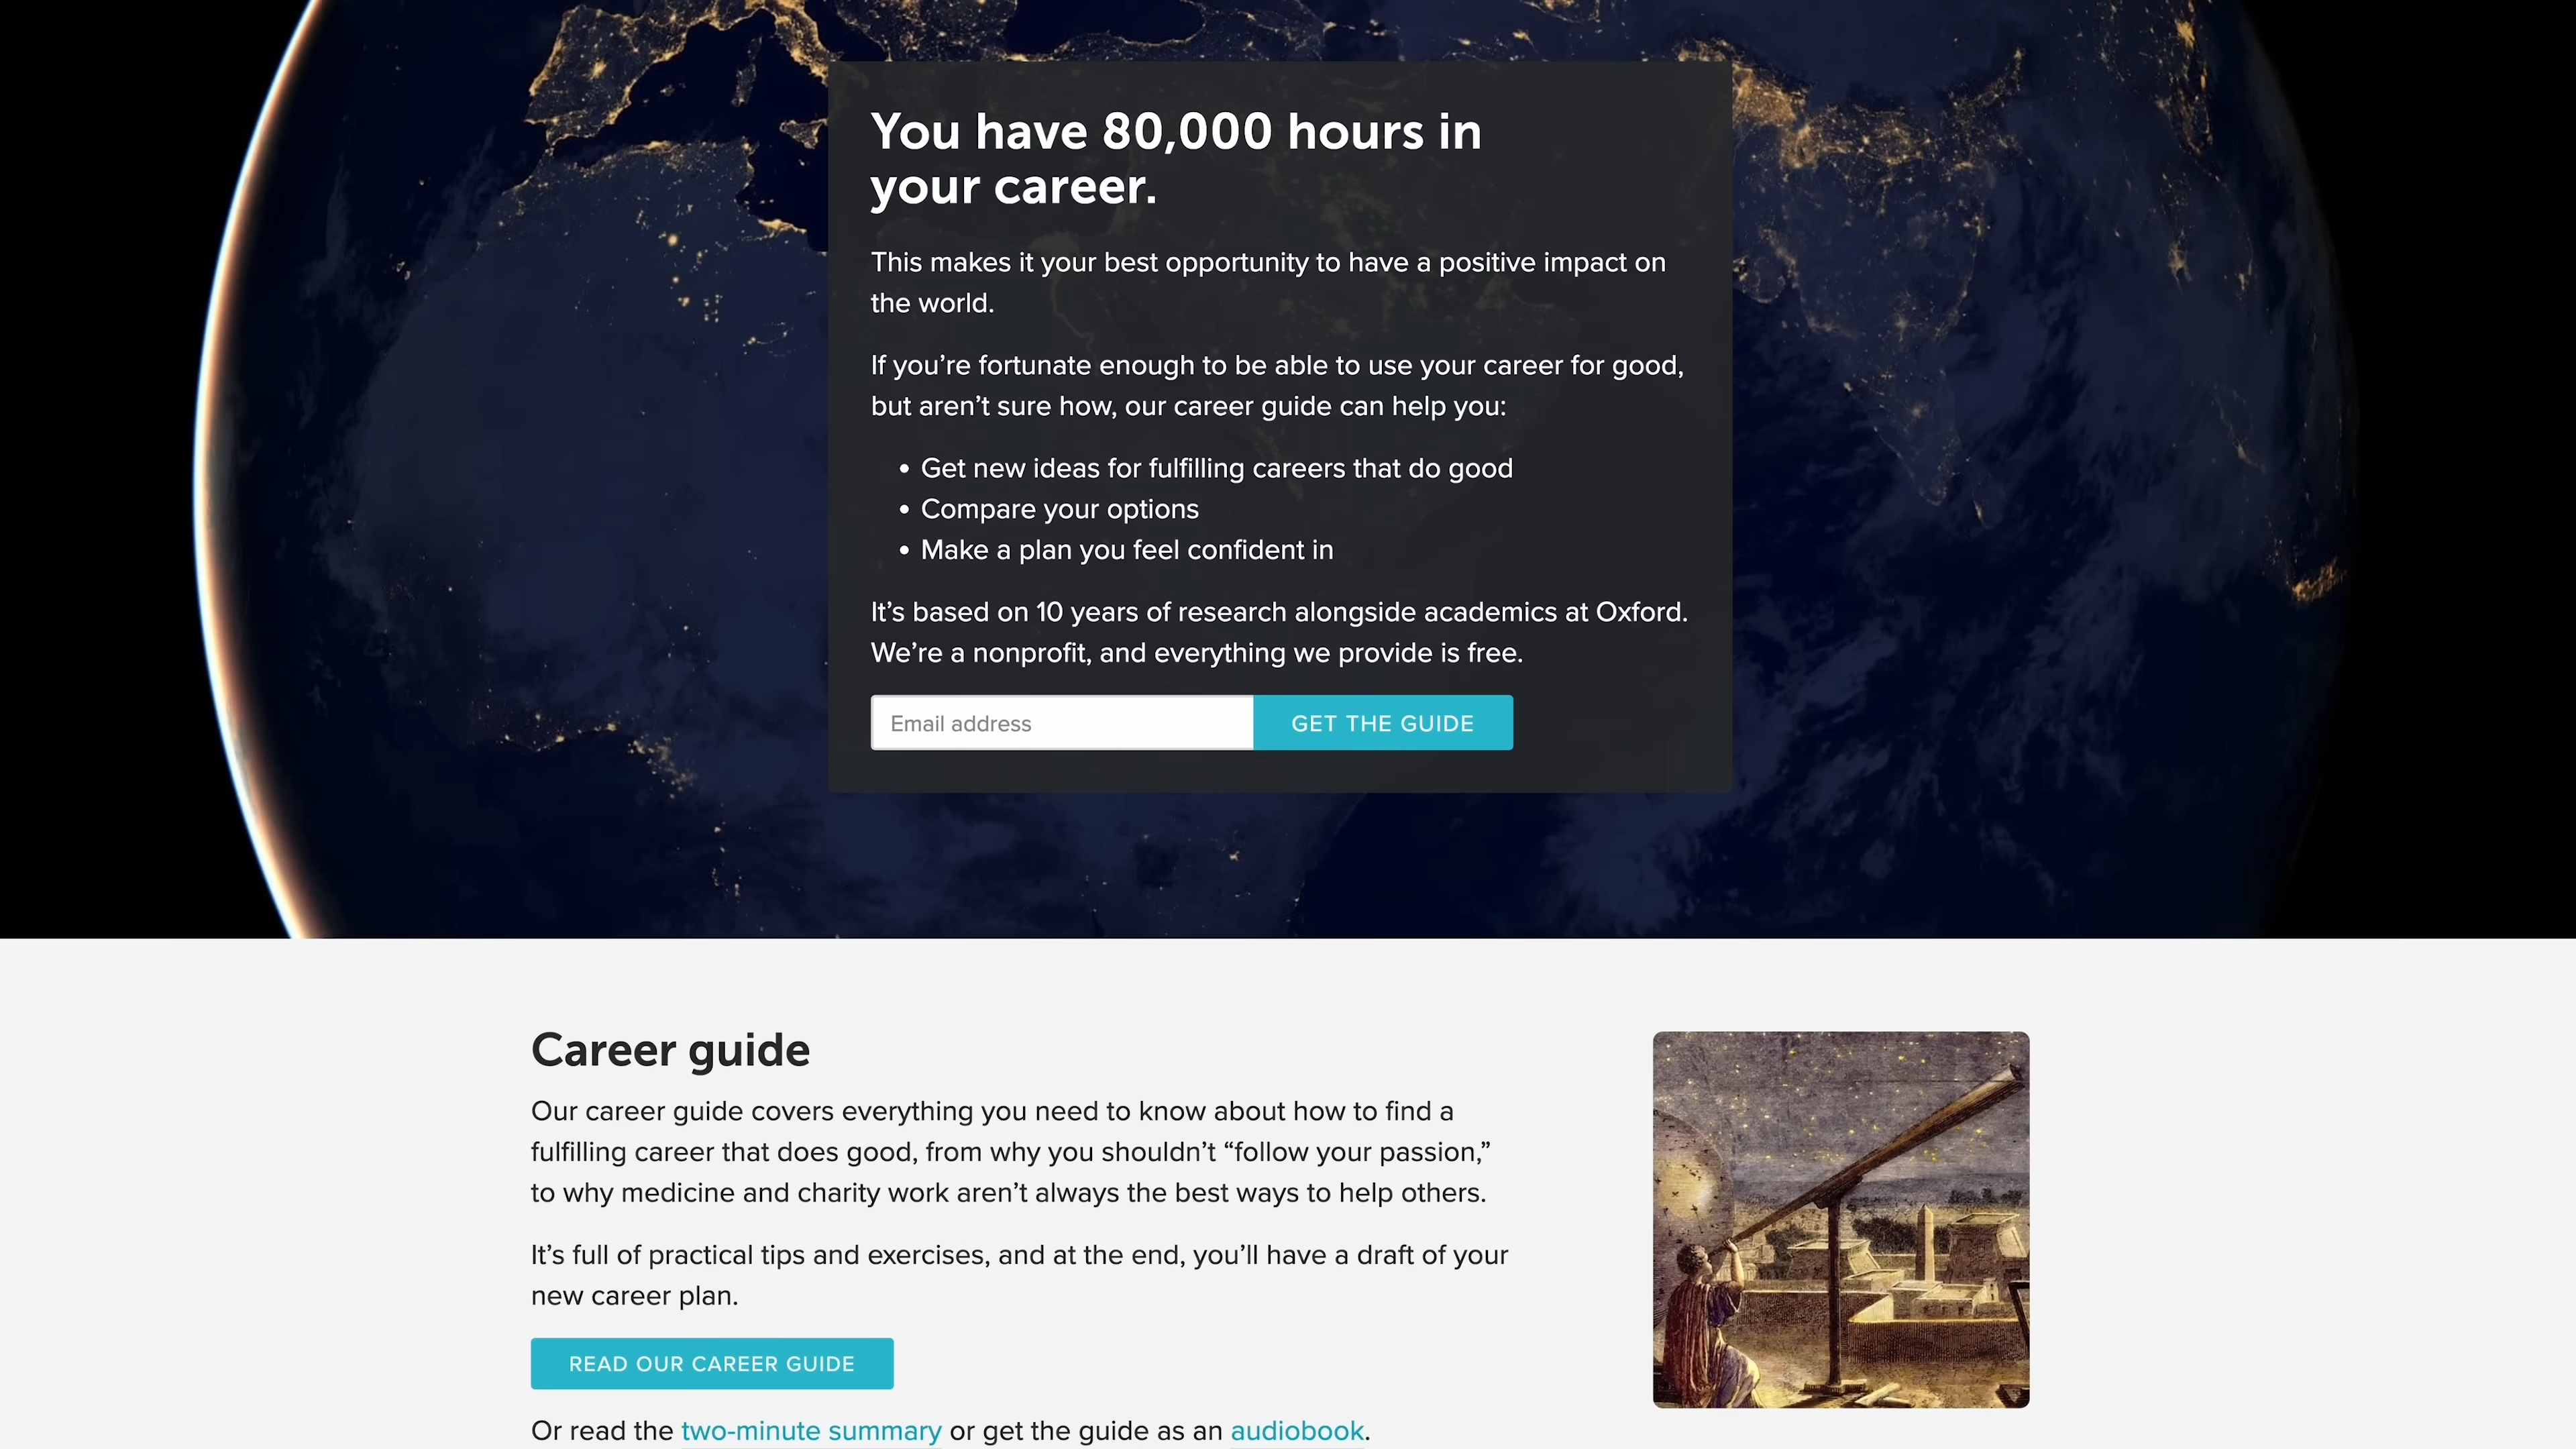 You have 80,000 hours in
your career.
This makes it your best opportunity to have a positive impact on
the world.
If you’re fortunate enough to be able to use your career for good,
but aren’t sure how, our career guide can help you:
• Get new ideas for fulfilling careers that do good
• Compare your options
• Make a plan you feel confident in
It’s based on 10 years of research alongside academics at Oxford.
We’re a nonprofit, and everything we provide is free.
Email address
GET THE GUIDE
Career guide
Our career guide covers everything you need to know about how to find a
fulfilling career that does good, from why you shouldn’t “follow your passion,”
to why medicine and charity work aren’t always the best ways to help others.
It’s full of practical tips and exercises, and at the end, you’ll have a draft of your
new career plan.
READ OUR CAREER GUIDE
Or read the two-minute summary or get the guide as an audiobook.